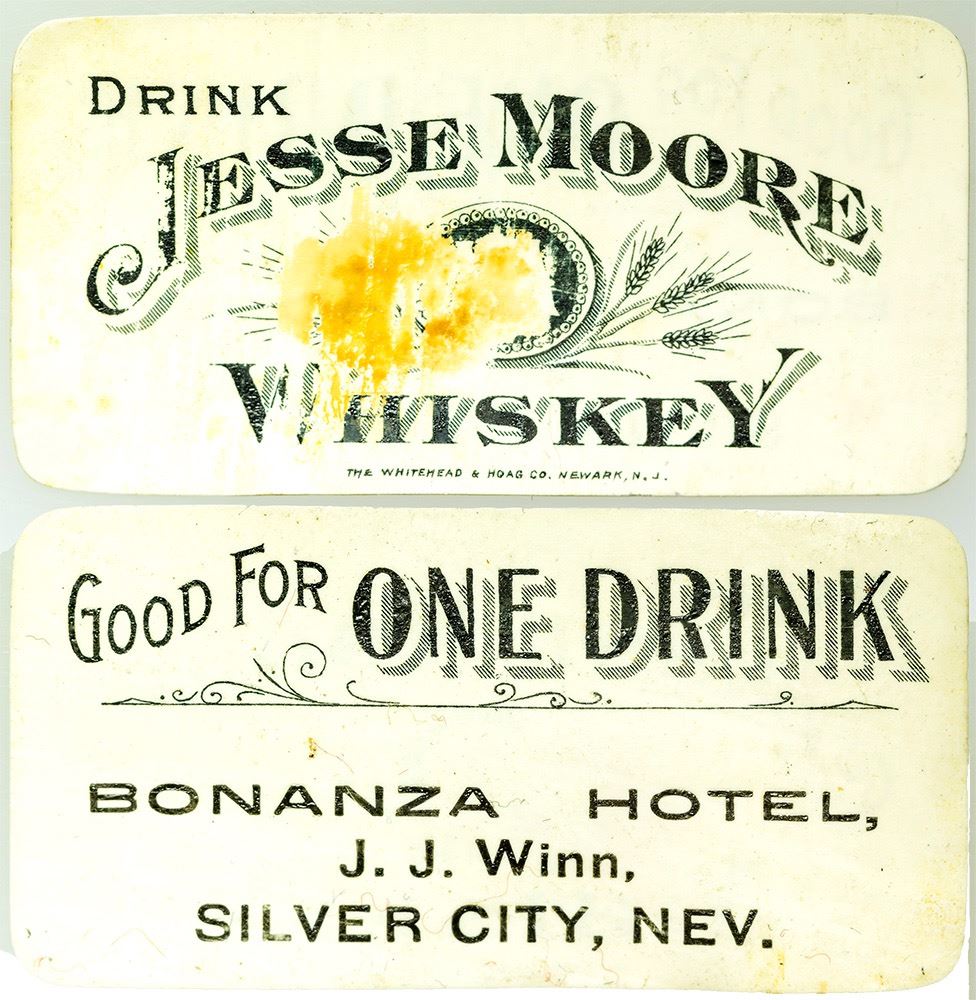 DRINK
JESSE MOORE
WHISKEY
THE WHITEHEAD & HOAG CO. NEWARK, N. J.
GOOD FOR ONE DRINK
BONANZA HOTEL,
J. J. Winn,
SILVER CITY, NEV.